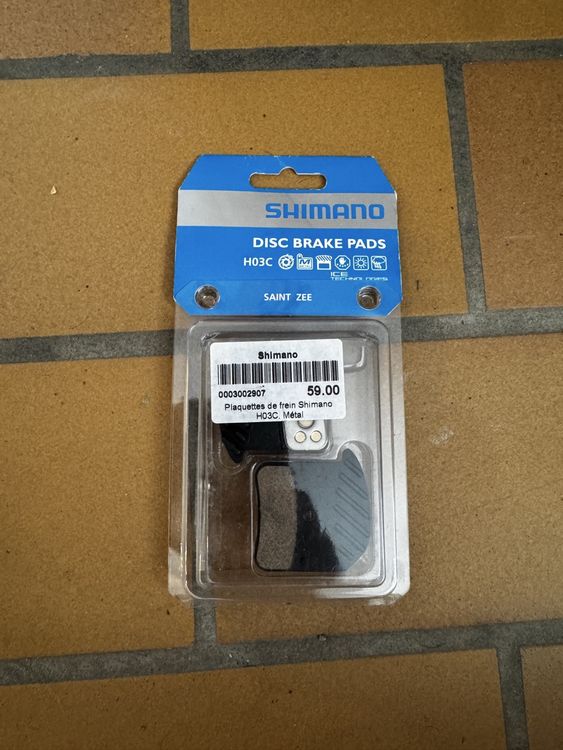 SHIMANO
DISC BRAKE PADS
H03C
ICE
TECHNOLOGIES
SAINT ZEE
Shimano
0003002907 59.00
Plaquettes de frein Shimano
H03C, Métal